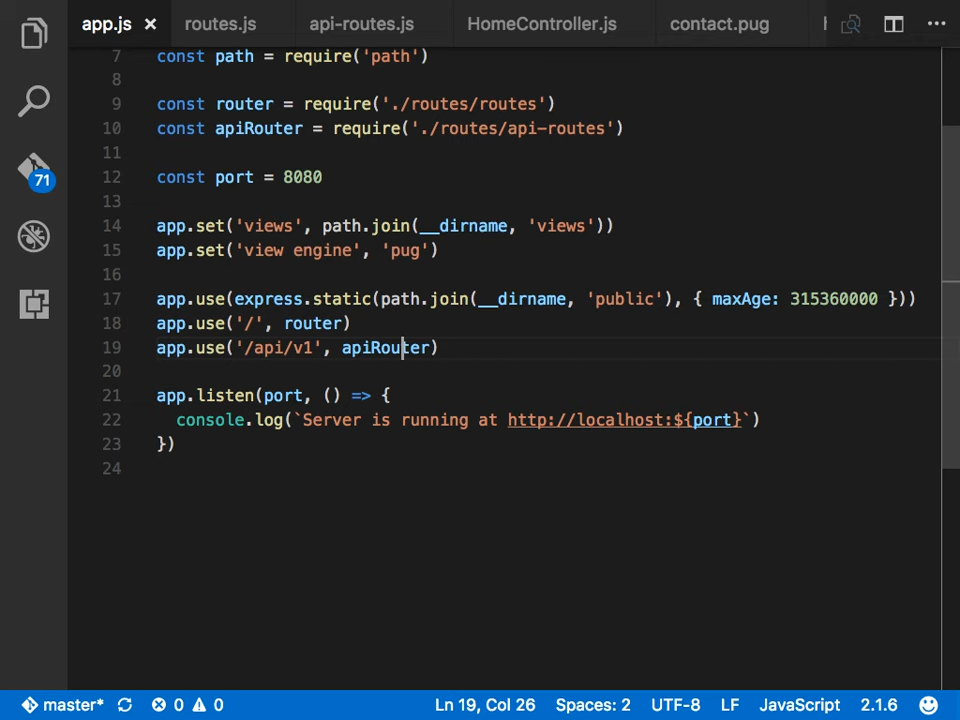 app.js × routes.js api-routes.js HomeController.js contact.pug
7 const path = require('path')
8
9 const router = require('./routes/routes')
10 const apiRouter = require('./routes/api-routes')
11
12 const port = 8080
13
14 app.set('views', path.join(__dirname, 'views'))
15 app.set('view engine', 'pug')
16
17 app.use(express.static(path.join(__dirname, 'public'), { maxAge: 315360000 }))
18 app.use('/', router)
19 app.use('/api/v1', apiRouter)
20
21 app.listen(port, () => {
22 console.log(`Server is running at http://localhost:${port}`)
23 })
24
71
master* 0 0 Ln 19, Col 26 Spaces: 2 UTF-8 LF JavaScript 2.1.6